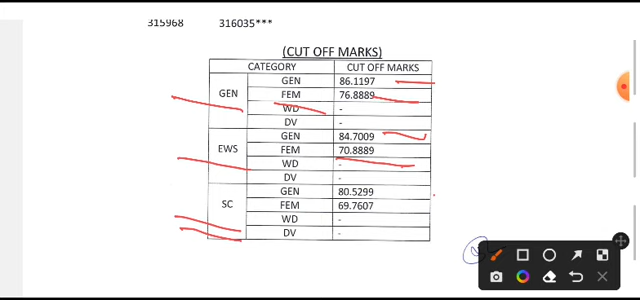 315968 316035***
(CUT OFF MARKS)
CATEGORY CUT OFF MARKS
GEN GEN 86.1197
FEM 76.8889
WD -
DV -
EWS GEN 84.7009
FEM 70.8889
WD -
DV -
SC GEN 80.5299
FEM 69.7607
WD -
DV -